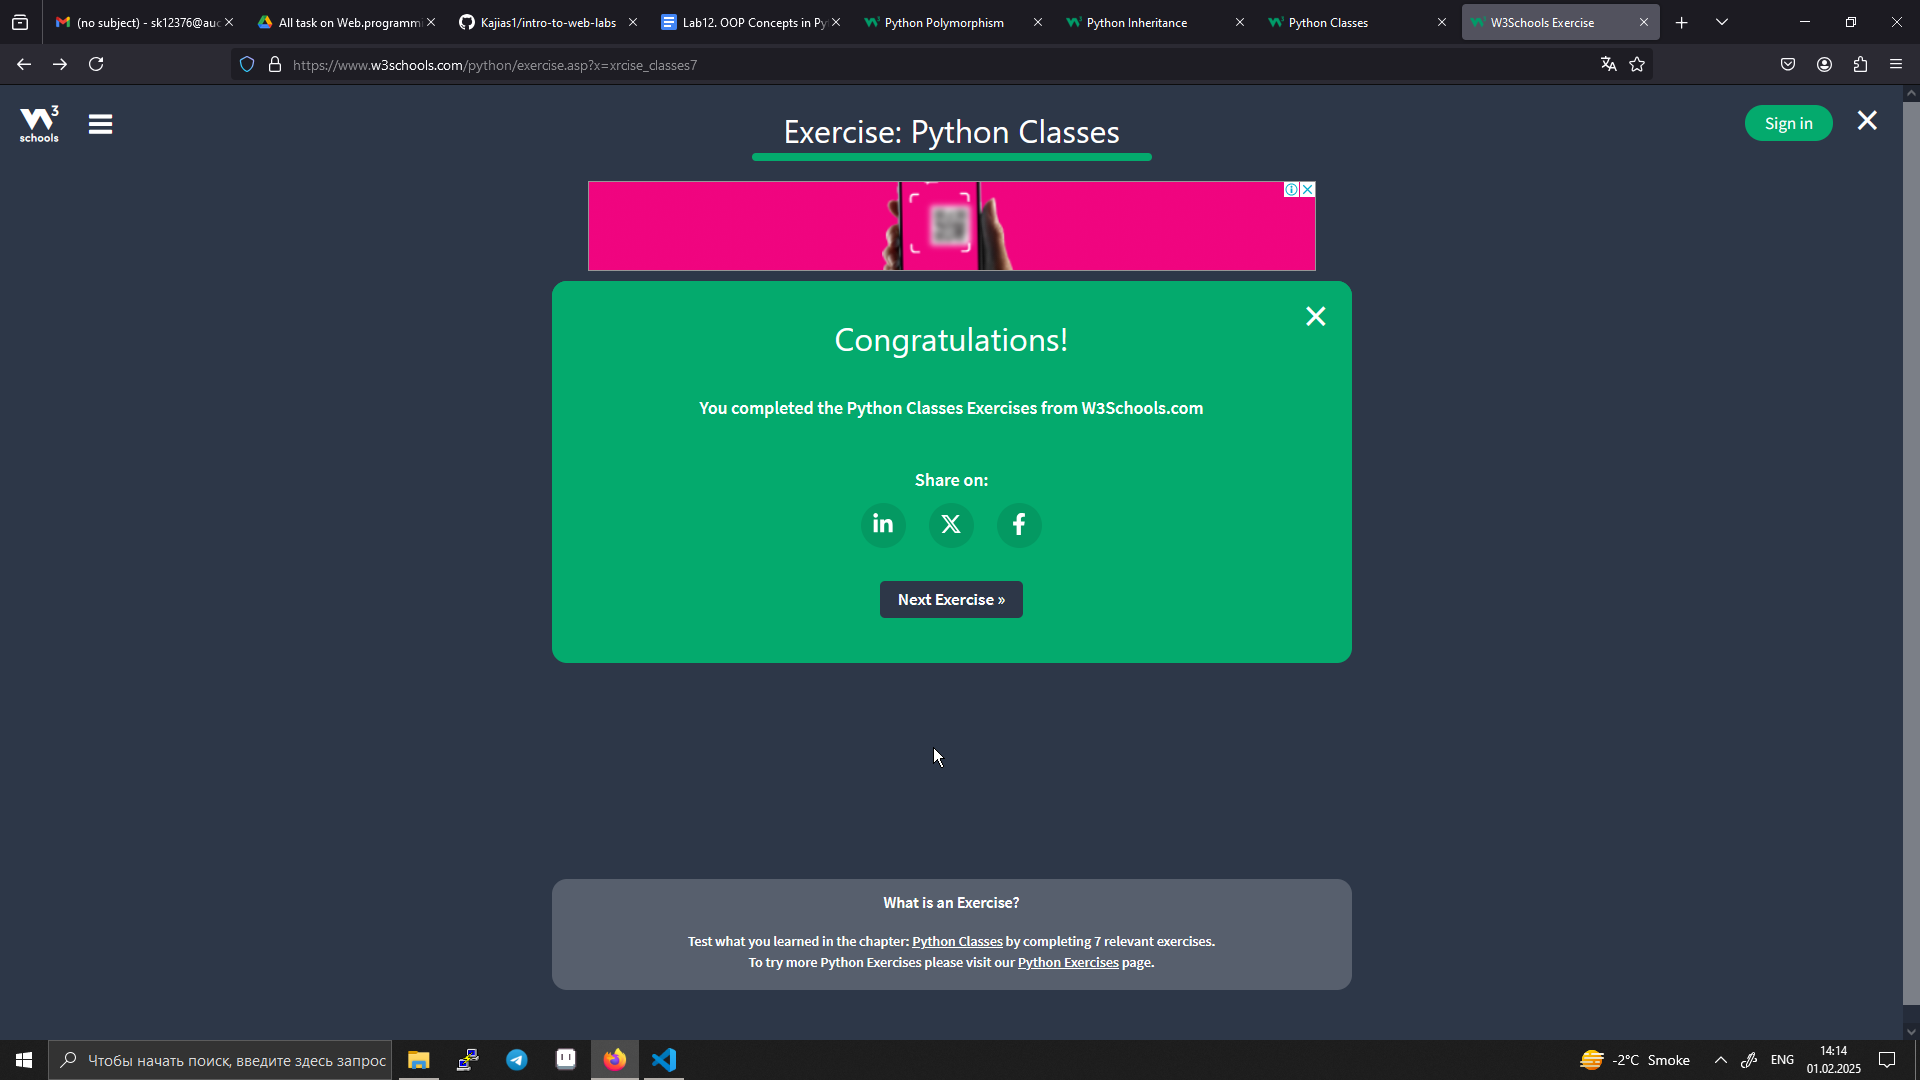 (no subject) - sk12376@auc
All task on Web.programmi
Kajias1/intro-to-web-labs
Lab12. OOP Concepts in Py
Python Polymorphism
Python Inheritance
Python Classes
W3Schools Exercise
https://www.w3schools.com/python/exercise.asp?x=xrcise_classes7
3
schools
Exercise: Python Classes
Sign in
Congratulations!
You completed the Python Classes Exercises from W3Schools.com
Share on:
Next Exercise »
What is an Exercise?
Test what you learned in the chapter: Python Classes by completing 7 relevant exercises.
To try more Python Exercises please visit our Python Exercises page.
Чтобы начать поиск, введите здесь запрос
-2°C Smoke
ENG
14:14
01.02.2025